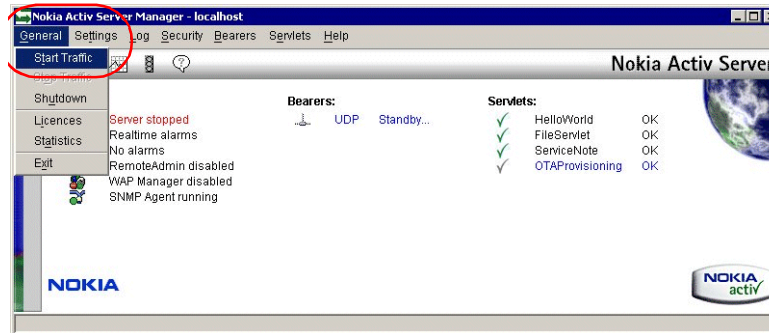 Nokia Activ Server Manager - localhost
General Settings Log Security Bearers Servlets Help
Start Traffic
Stop Traffic
Shutdown
Licences
Statistics
Exit
Nokia Activ Server
Server stopped
Realtime alarms
No alarms
RemoteAdmin disabled
WAP Manager disabled
SNMP Agent running
Bearers:
UDP Standby...
Servlets:
HelloWorld OK
FileServlet OK
ServiceNote OK
OTAProvisioning OK
NOKIA
NOKIA
activ